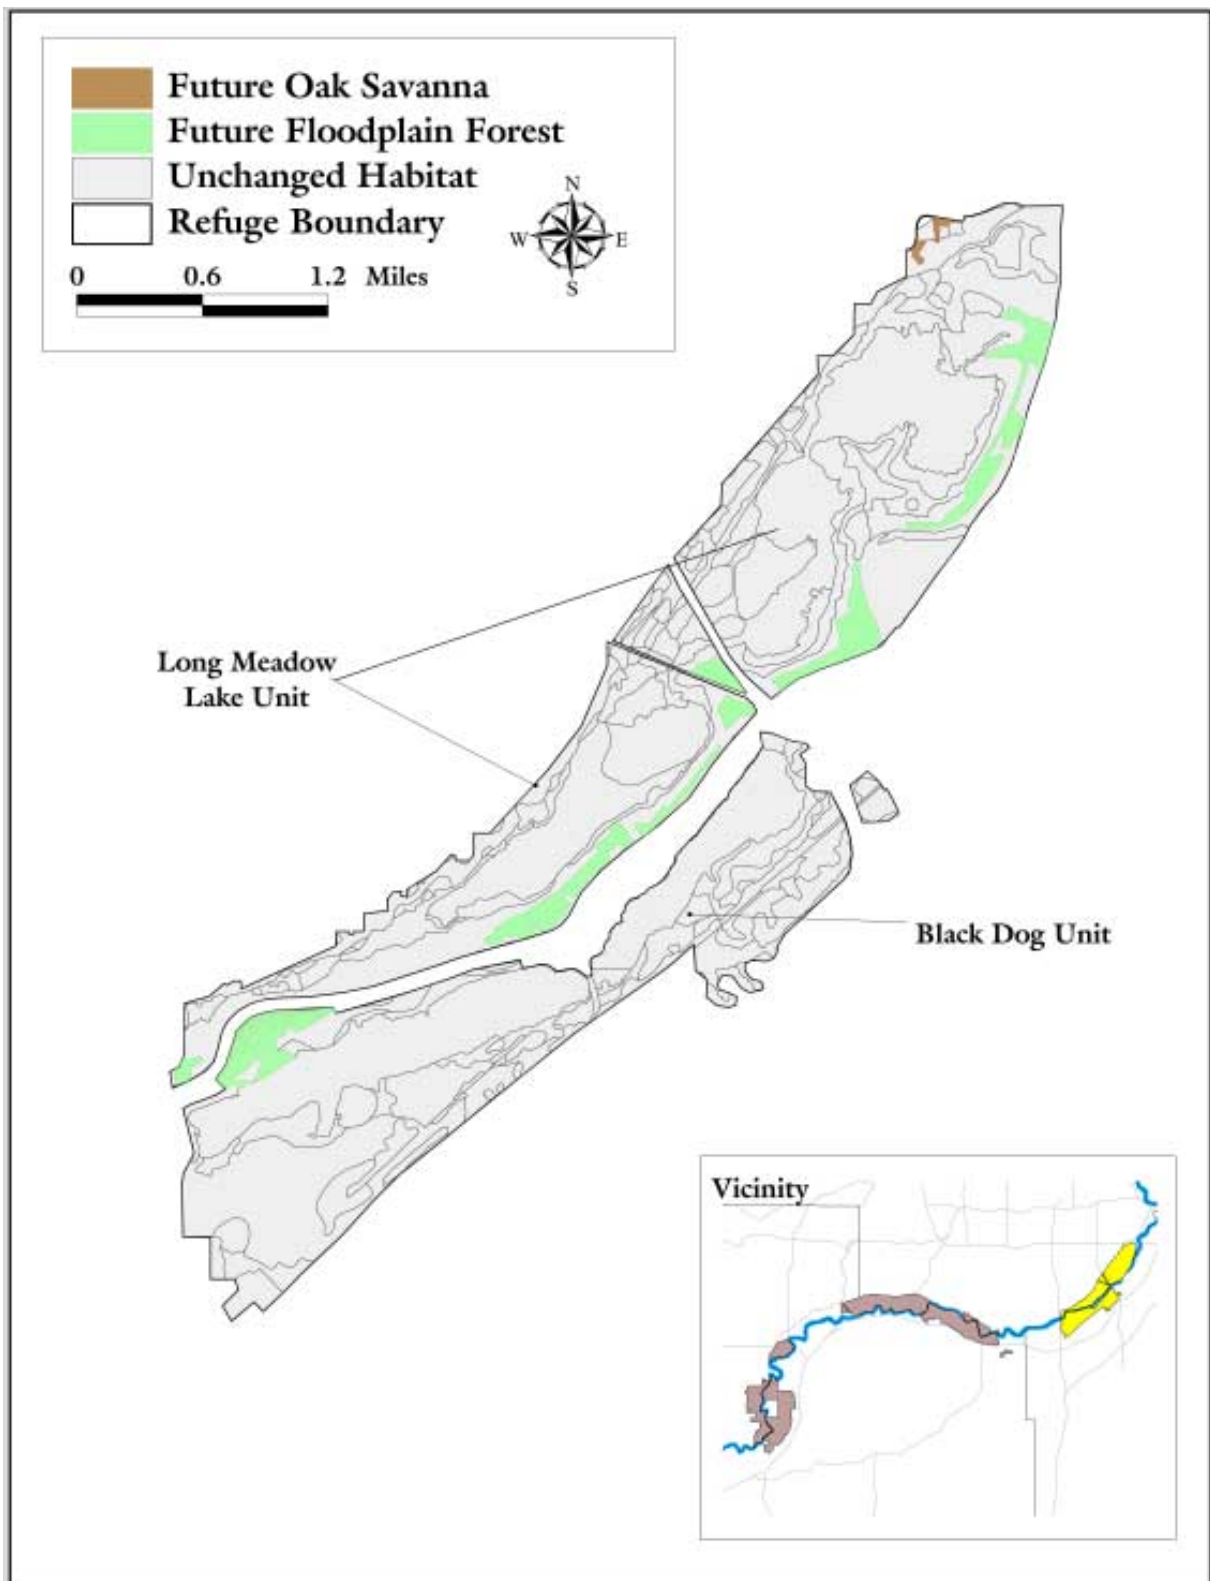 Future Oak Savanna
Future Floodplain Forest
Unchanged Habitat
Refuge Boundary
N
W E
S
0 0.6 1.2 Miles
Long Meadow
Lake Unit
Black Dog Unit
Vicinity